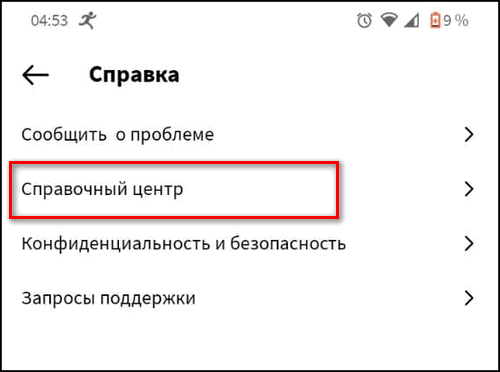 04:53 9 %
Справка
Сообщить о проблеме
Справочный центр
Конфиденциальность и безопасность
Запросы поддержки